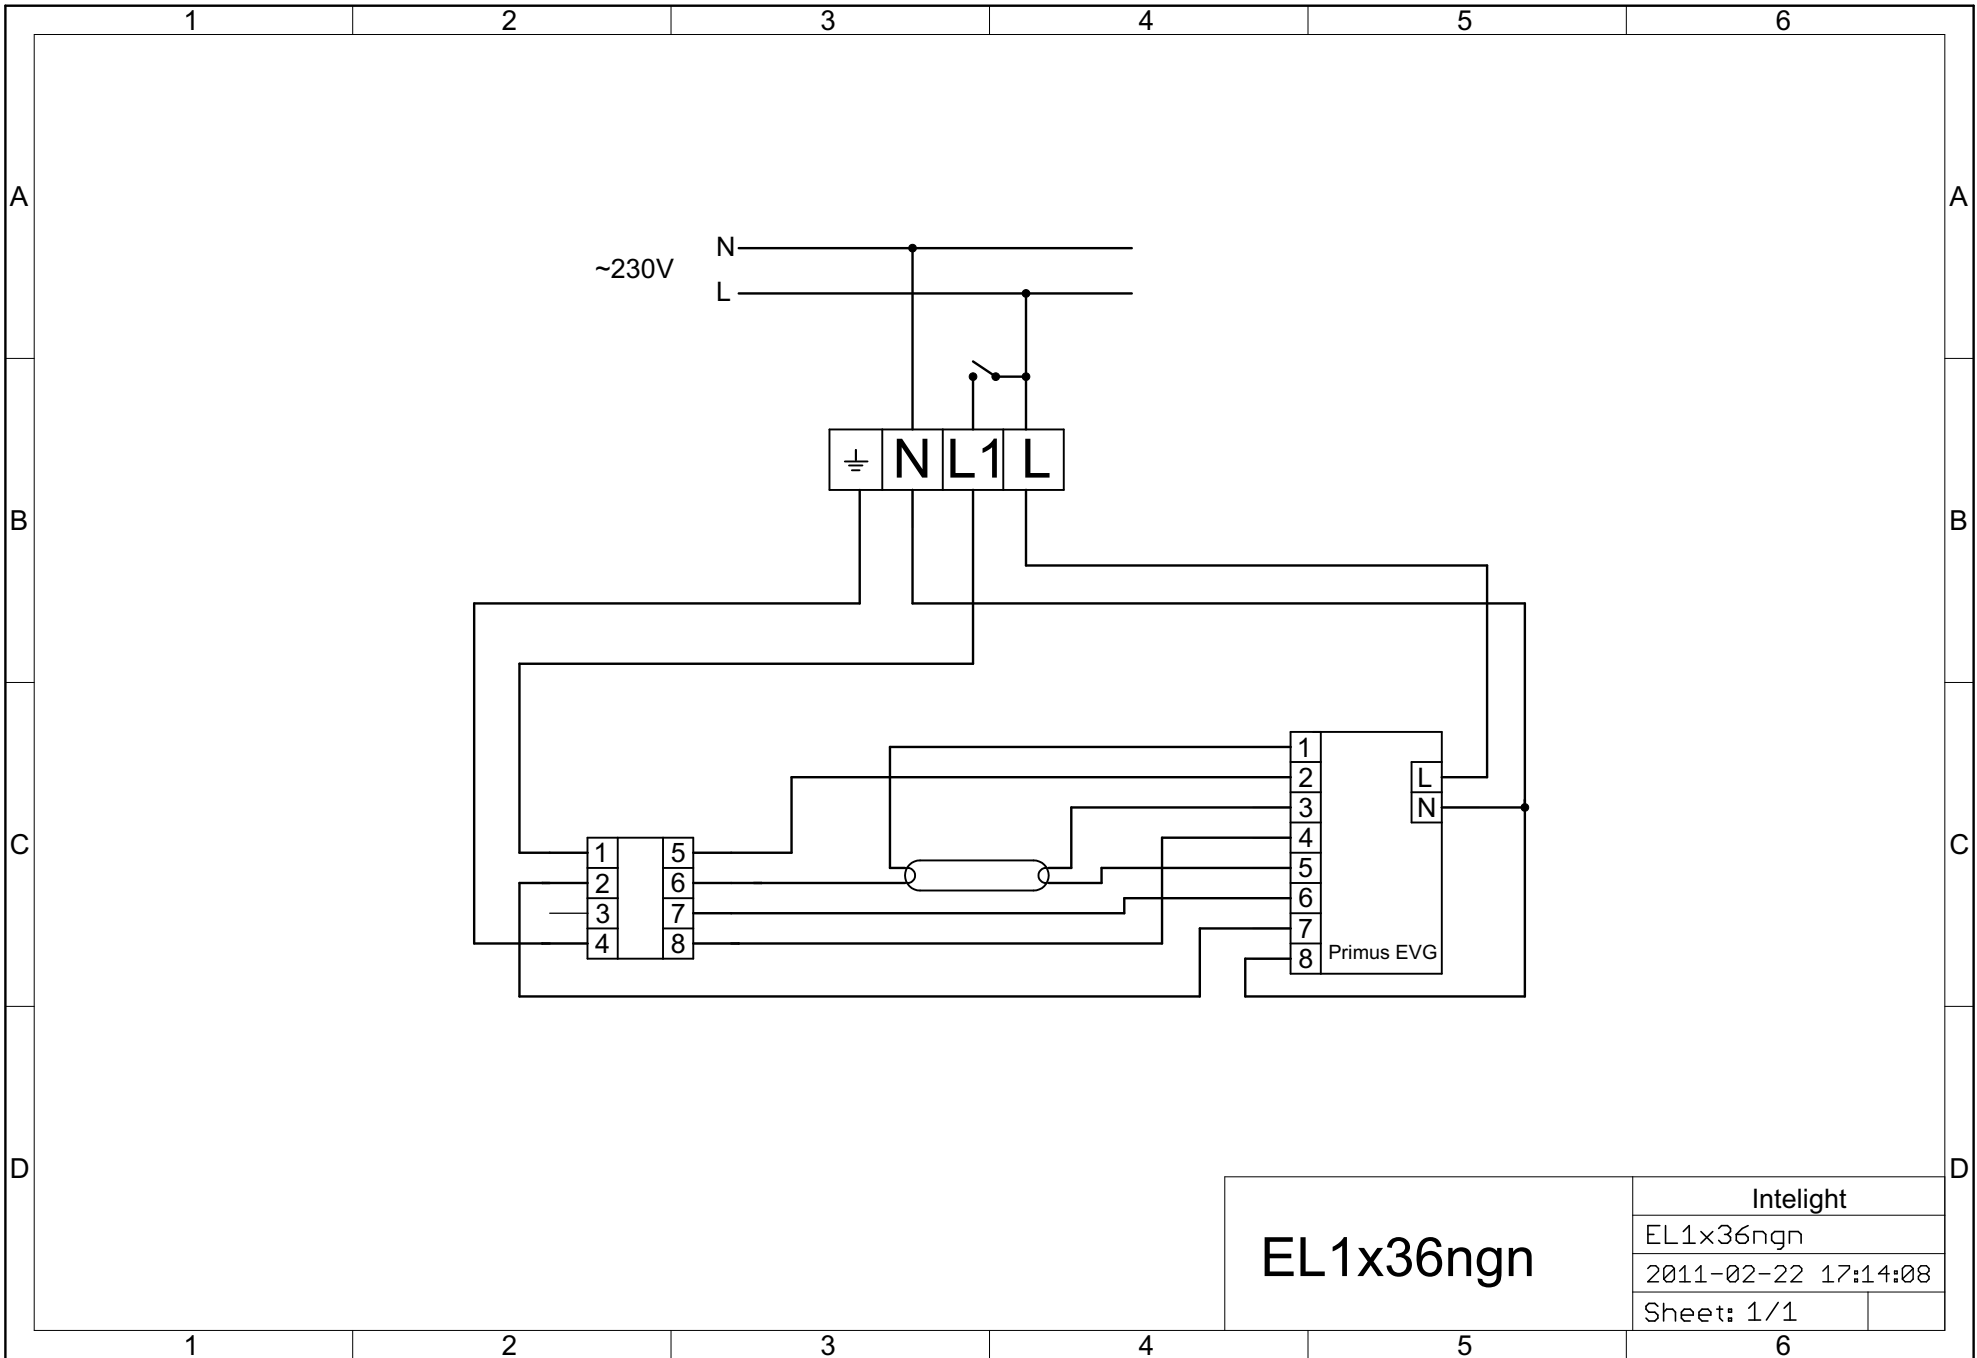 1 2 3 4 5 6
A A
N
~230V
L
N L1 L
B B
1
2 L
3 N
C C
4
1 5
5
2 6
6
3 7
7
4 8
8 Primus EVG
D D
Intelight
EL1x36ngn
EL1x36ngn
2011-02-22 17:14:08
Sheet: 1/1
1 2 3 4 5 6